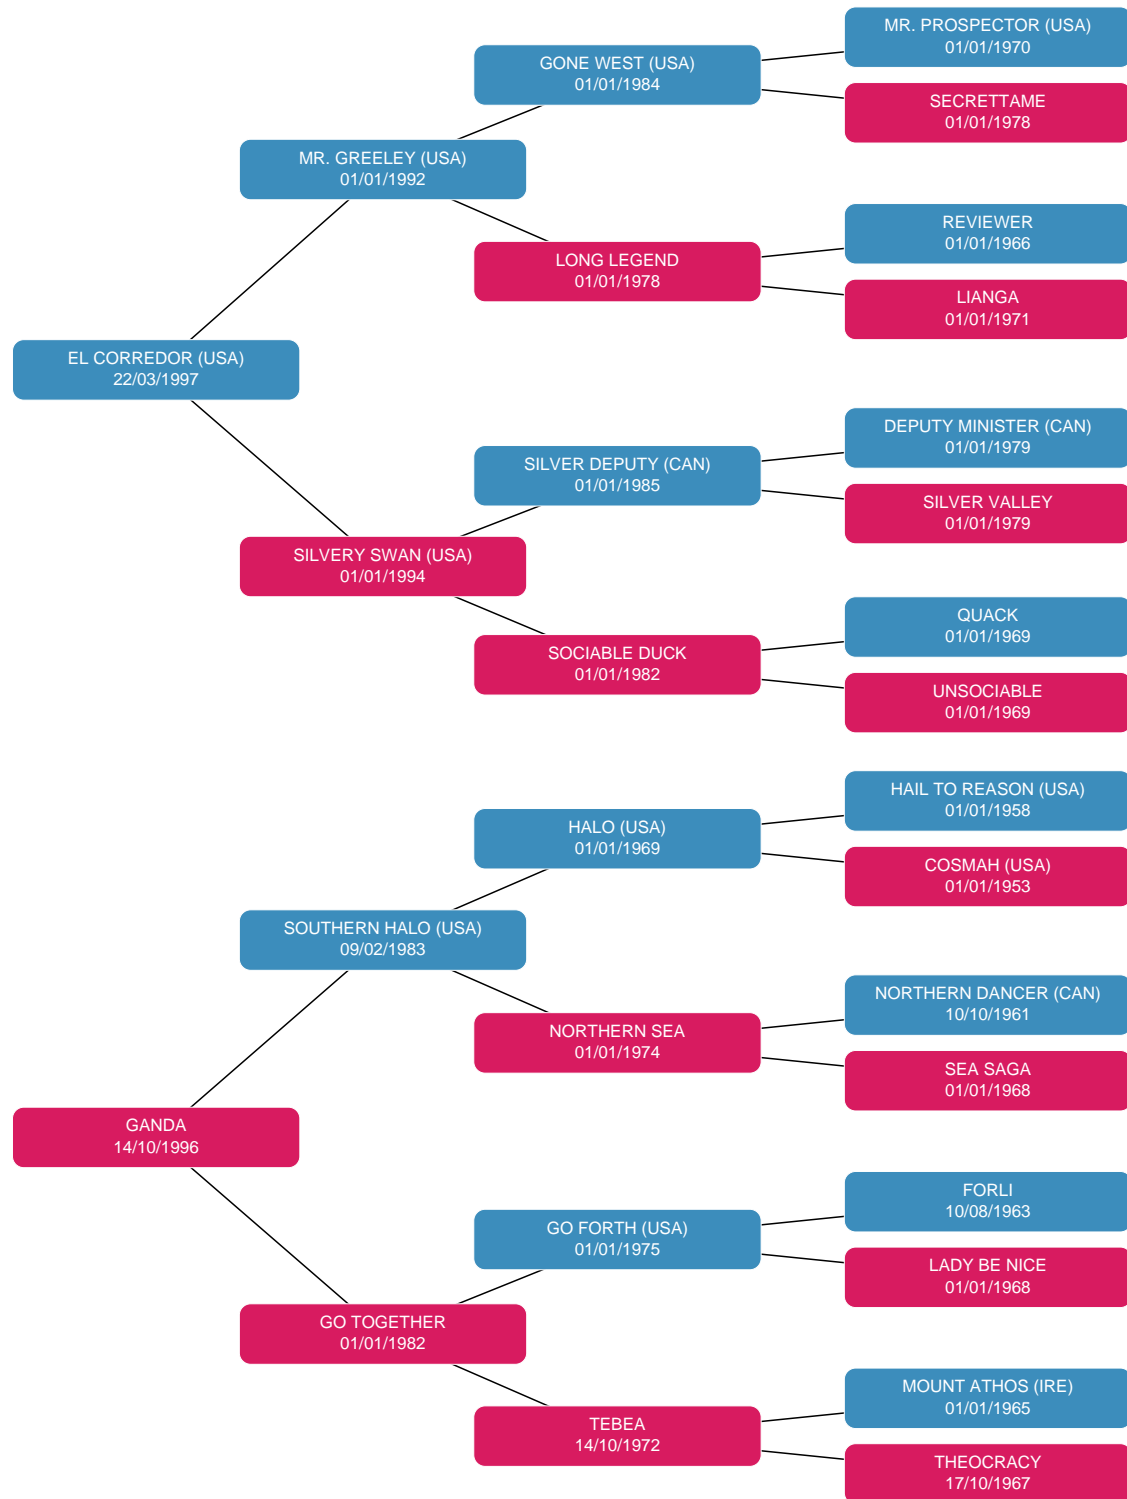 MR. PROSPECTOR (USA)
01/01/1970
GONE WEST (USA)
01/01/1984
SECRETTAME
01/01/1978
MR. GREELEY (USA)
01/01/1992
REVIEWER
01/01/1966
LONG LEGEND
01/01/1978
LIANGA
01/01/1971
EL CORREDOR (USA)
22/03/1997
DEPUTY MINISTER (CAN)
01/01/1979
SILVER DEPUTY (CAN)
01/01/1985
SILVER VALLEY
01/01/1979
SILVERY SWAN (USA)
01/01/1994
QUACK
01/01/1969
SOCIABLE DUCK
01/01/1982
UNSOCIABLE
01/01/1969
HAIL TO REASON (USA)
01/01/1958
HALO (USA)
01/01/1969
COSMAH (USA)
01/01/1953
SOUTHERN HALO (USA)
09/02/1983
NORTHERN DANCER (CAN)
10/10/1961
NORTHERN SEA
01/01/1974
SEA SAGA
01/01/1968
GANDA
14/10/1996
FORLI
10/08/1963
GO FORTH (USA)
01/01/1975
LADY BE NICE
01/01/1968
GO TOGETHER
01/01/1982
MOUNT ATHOS (IRE)
01/01/1965
TEBEA
14/10/1972
THEOCRACY
17/10/1967